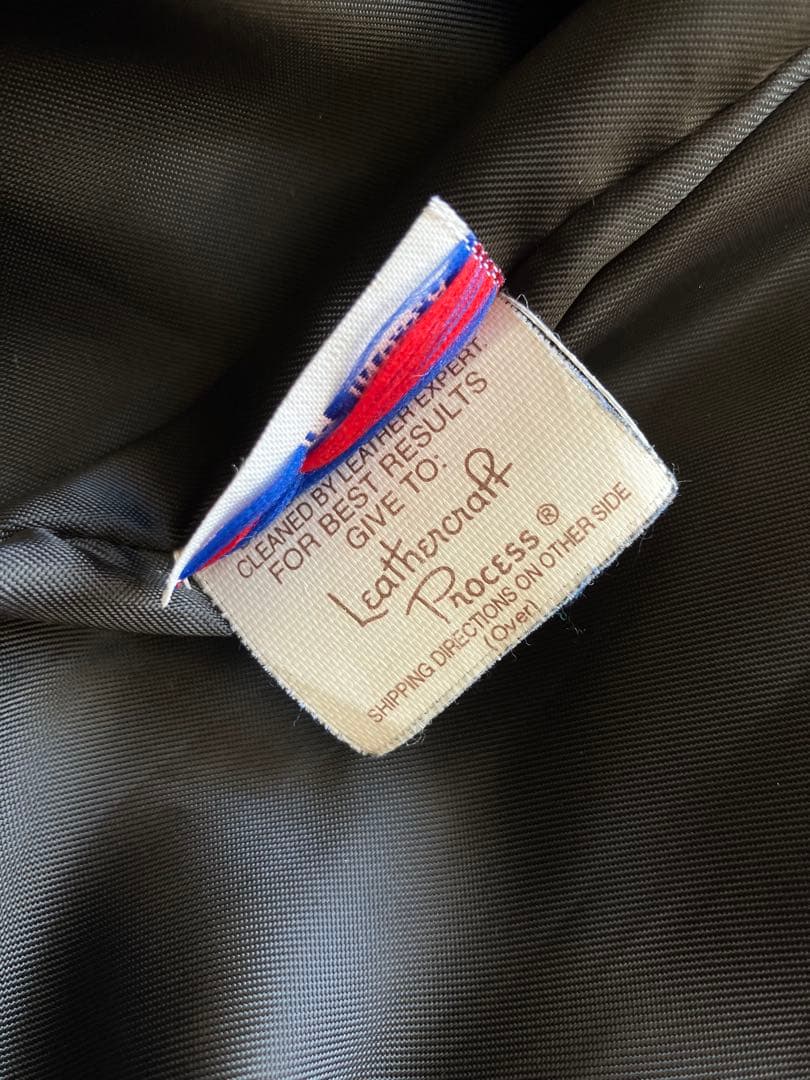 CLEANED BY LEATHER EXPERT
FOR BEST RESULTS
GIVE TO:
Leathercraft
Process ®
SHIPPING DIRECTIONS ON OTHER SIDE
(Over)